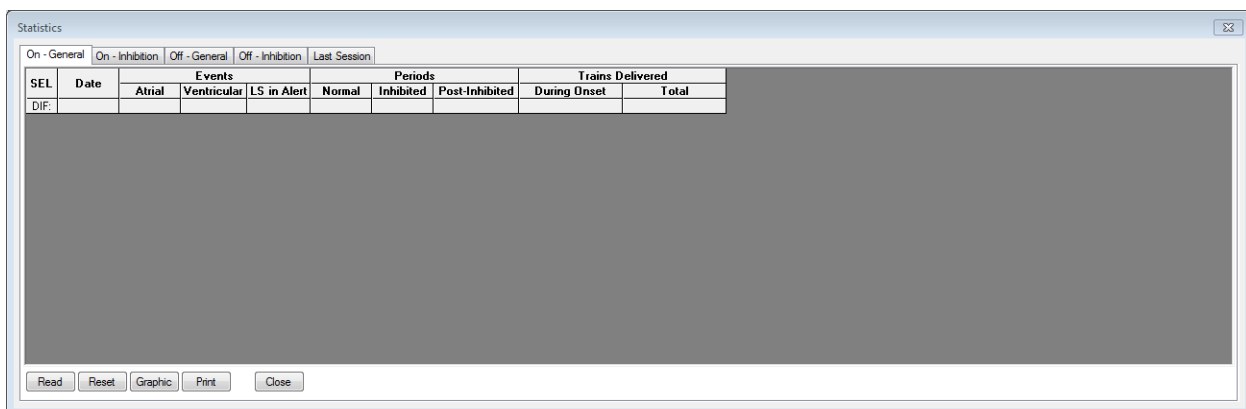 Statistics
On - General On - Inhibition Off - General Off - Inhibition Last Session
SEL Date Events Periods Trains Delivered
Atrial Ventricular LS in Alert Normal Inhibited Post-Inhibited During Onset Total
DIF:
Read Reset Graphic Print Close